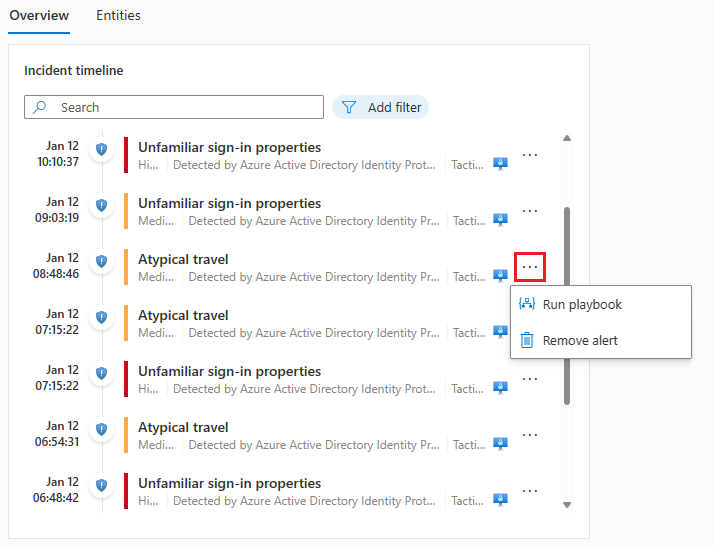 Overview Entities
Incident timeline
Search Add filter
Jan 12 Unfamiliar sign-in properties ...
10:10:37 Hi... Detected by Azure Active Directory Identity Prot... Tacti...
Jan 12 Unfamiliar sign-in properties ...
09:03:19 Medi... Detected by Azure Active Directory Identity Pr... Tacti...
Jan 12 Atypical travel ...
08:48:46 Medi... Detected by Azure Active Directory Identity Pr... Tacti...
Run playbook
Jan 12 Atypical travel
07:15:22 Medi... Detected by Azure Active Directory Identity Pr... Tacti...
Remove alert
Jan 12 Unfamiliar sign-in properties ...
07:15:22 Hi... Detected by Azure Active Directory Identity Prot... Tacti...
Jan 12 Atypical travel ...
06:54:31 Medi... Detected by Azure Active Directory Identity Pr... Tacti...
Jan 12 Unfamiliar sign-in properties ...
06:48:42 Hi... Detected by Azure Active Directory Identity Prot... Tacti...